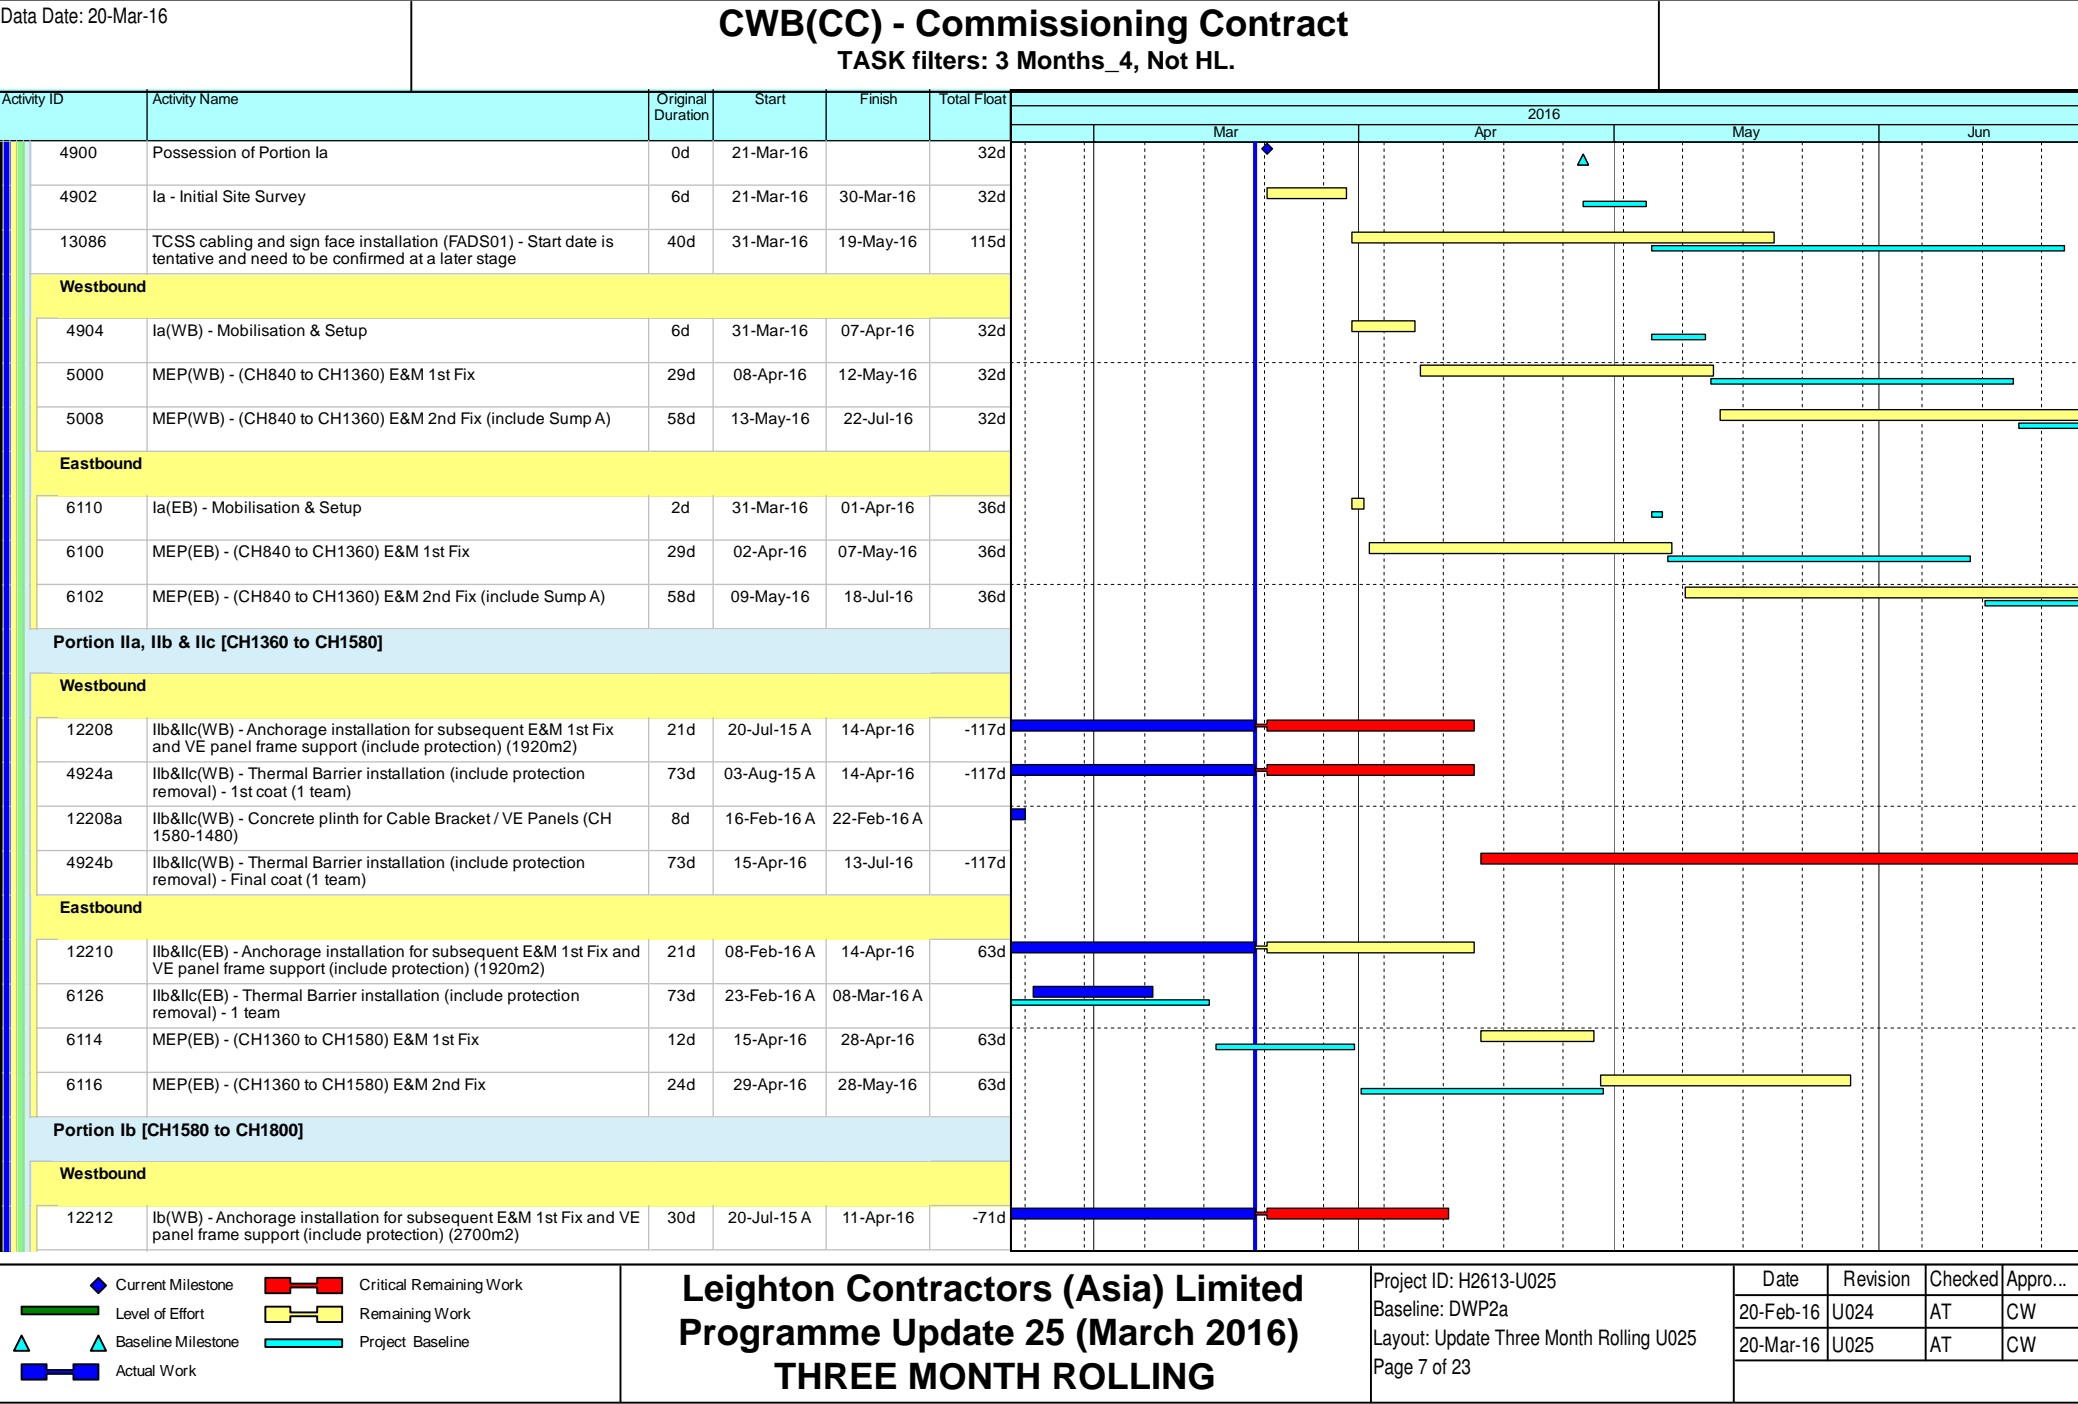 Data Date: 20-Mar-16
CWB(CC) - Commissioning Contract
TASK filters: 3 Months_4, Not HL.
Activity ID Activity Name Original Duration Start Finish Total Float
2016
Mar Apr May Jun
4900 Possession of Portion Ia 0d 21-Mar-16 32d
4902 Ia - Initial Site Survey 6d 21-Mar-16 30-Mar-16 32d
13086 TCSS cabling and sign face installation (FADS01) - Start date is 40d 31-Mar-16 19-May-16 115d
tentative and need to be confirmed at a later stage
Westbound
4904 Ia(WB) - Mobilisation & Setup 6d 31-Mar-16 07-Apr-16 32d
5000 MEP(WB) - (CH840 to CH1360) E&M 1st Fix 29d 08-Apr-16 12-May-16 32d
5008 MEP(WB) - (CH840 to CH1360) E&M 2nd Fix (include Sump A) 58d 13-May-16 22-Jul-16 32d
Eastbound
6110 Ia(EB) - Mobilisation & Setup 2d 31-Mar-16 01-Apr-16 36d
6100 MEP(EB) - (CH840 to CH1360) E&M 1st Fix 29d 02-Apr-16 07-May-16 36d
6102 MEP(EB) - (CH840 to CH1360) E&M 2nd Fix (include Sump A) 58d 09-May-16 18-Jul-16 36d
Portion IIa, IIb & IIc [CH1360 to CH1580]
Westbound
12208 IIb&IIc(WB) - Anchorage installation for subsequent E&M 1st Fix 21d 20-Jul-15 A 14-Apr-16 -117d
and VE panel frame support (include protection) (1920m2)
4924a IIb&IIc(WB) - Thermal Barrier installation (include protection 73d 03-Aug-15 A 14-Apr-16 -117d
removal) - 1st coat (1 team)
12208a IIb&IIc(WB) - Concrete plinth for Cable Bracket / VE Panels (CH 8d 16-Feb-16 A 22-Feb-16 A
1580-1480)
4924b IIb&IIc(WB) - Thermal Barrier installation (include protection 73d 15-Apr-16 13-Jul-16 -117d
removal) - Final coat (1 team)
Eastbound
12210 IIb&IIc(EB) - Anchorage installation for subsequent E&M 1st Fix and 21d 08-Feb-16 A 14-Apr-16 63d
VE panel frame support (include protection) (1920m2)
6126 IIb&IIc(EB) - Thermal Barrier installation (include protection 73d 23-Feb-16 A 08-Mar-16 A
removal) - 1 team
6114 MEP(EB) - (CH1360 to CH1580) E&M 1st Fix 12d 15-Apr-16 28-Apr-16 63d
6116 MEP(EB) - (CH1360 to CH1580) E&M 2nd Fix 24d 29-Apr-16 28-May-16 63d
Portion Ib [CH1580 to CH1800]
Westbound
12212 Ib(WB) - Anchorage installation for subsequent E&M 1st Fix and VE 30d 20-Jul-15 A 11-Apr-16 -71d
panel frame support (include protection) (2700m2)
Current Milestone Critical Remaining Work
Level of Effort Remaining Work
Baseline Milestone Project Baseline
Actual Work
Leighton Contractors (Asia) Limited
Programme Update 25 (March 2016)
THREE MONTH ROLLING
Project ID: H2613-U025
Baseline: DWP2a
Layout: Update Three Month Rolling U025
Page 7 of 23
Date Revision Checked Appro...
20-Feb-16 U024 AT CW
20-Mar-16 U025 AT CW